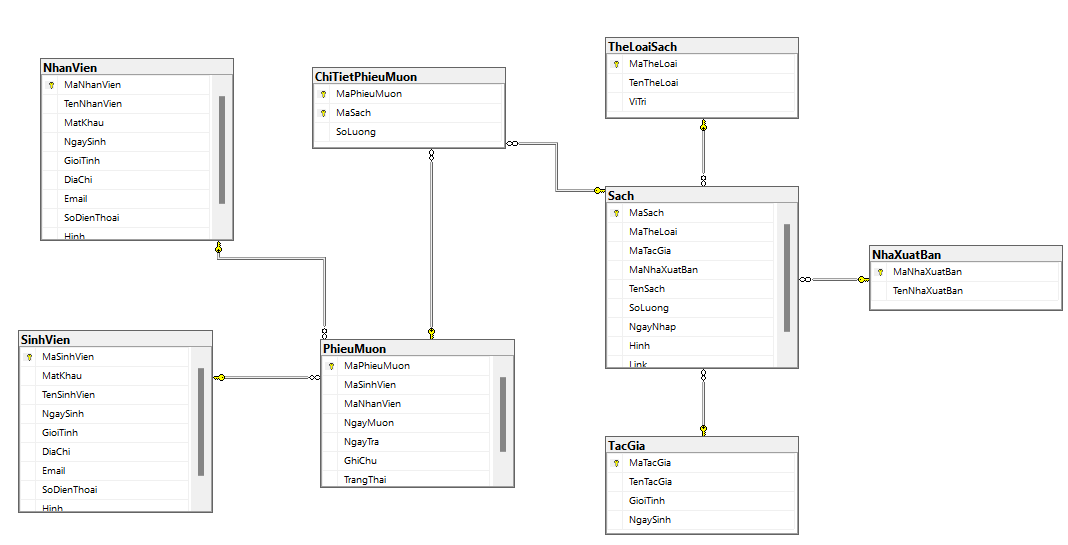 NhanVien
MaNhanVien
TenNhanVien
MatKhau
NgaySinh
GioiTinh
DiaChi
Email
SoDienThoai
Hinh
ChiTietPhieuMuon
MaPhieuMuon
MaSach
SoLuong
TheLoaiSach
MaTheLoai
TenTheLoai
ViTri
Sach
MaSach
MaTheLoai
MaTacGia
MaNhaXuatBan
TenSach
SoLuong
NgayNhap
Hinh
Link
NhaXuatBan
MaNhaXuatBan
TenNhaXuatBan
SinhVien
MaSinhVien
MatKhau
TenSinhVien
NgaySinh
GioiTinh
DiaChi
Email
SoDienThoai
Hinh
PhieuMuon
MaPhieuMuon
MaSinhVien
MaNhanVien
NgayMuon
NgayTra
GhiChu
TrangThai
TacGia
MaTacGia
TenTacGia
GioiTinh
NgaySinh